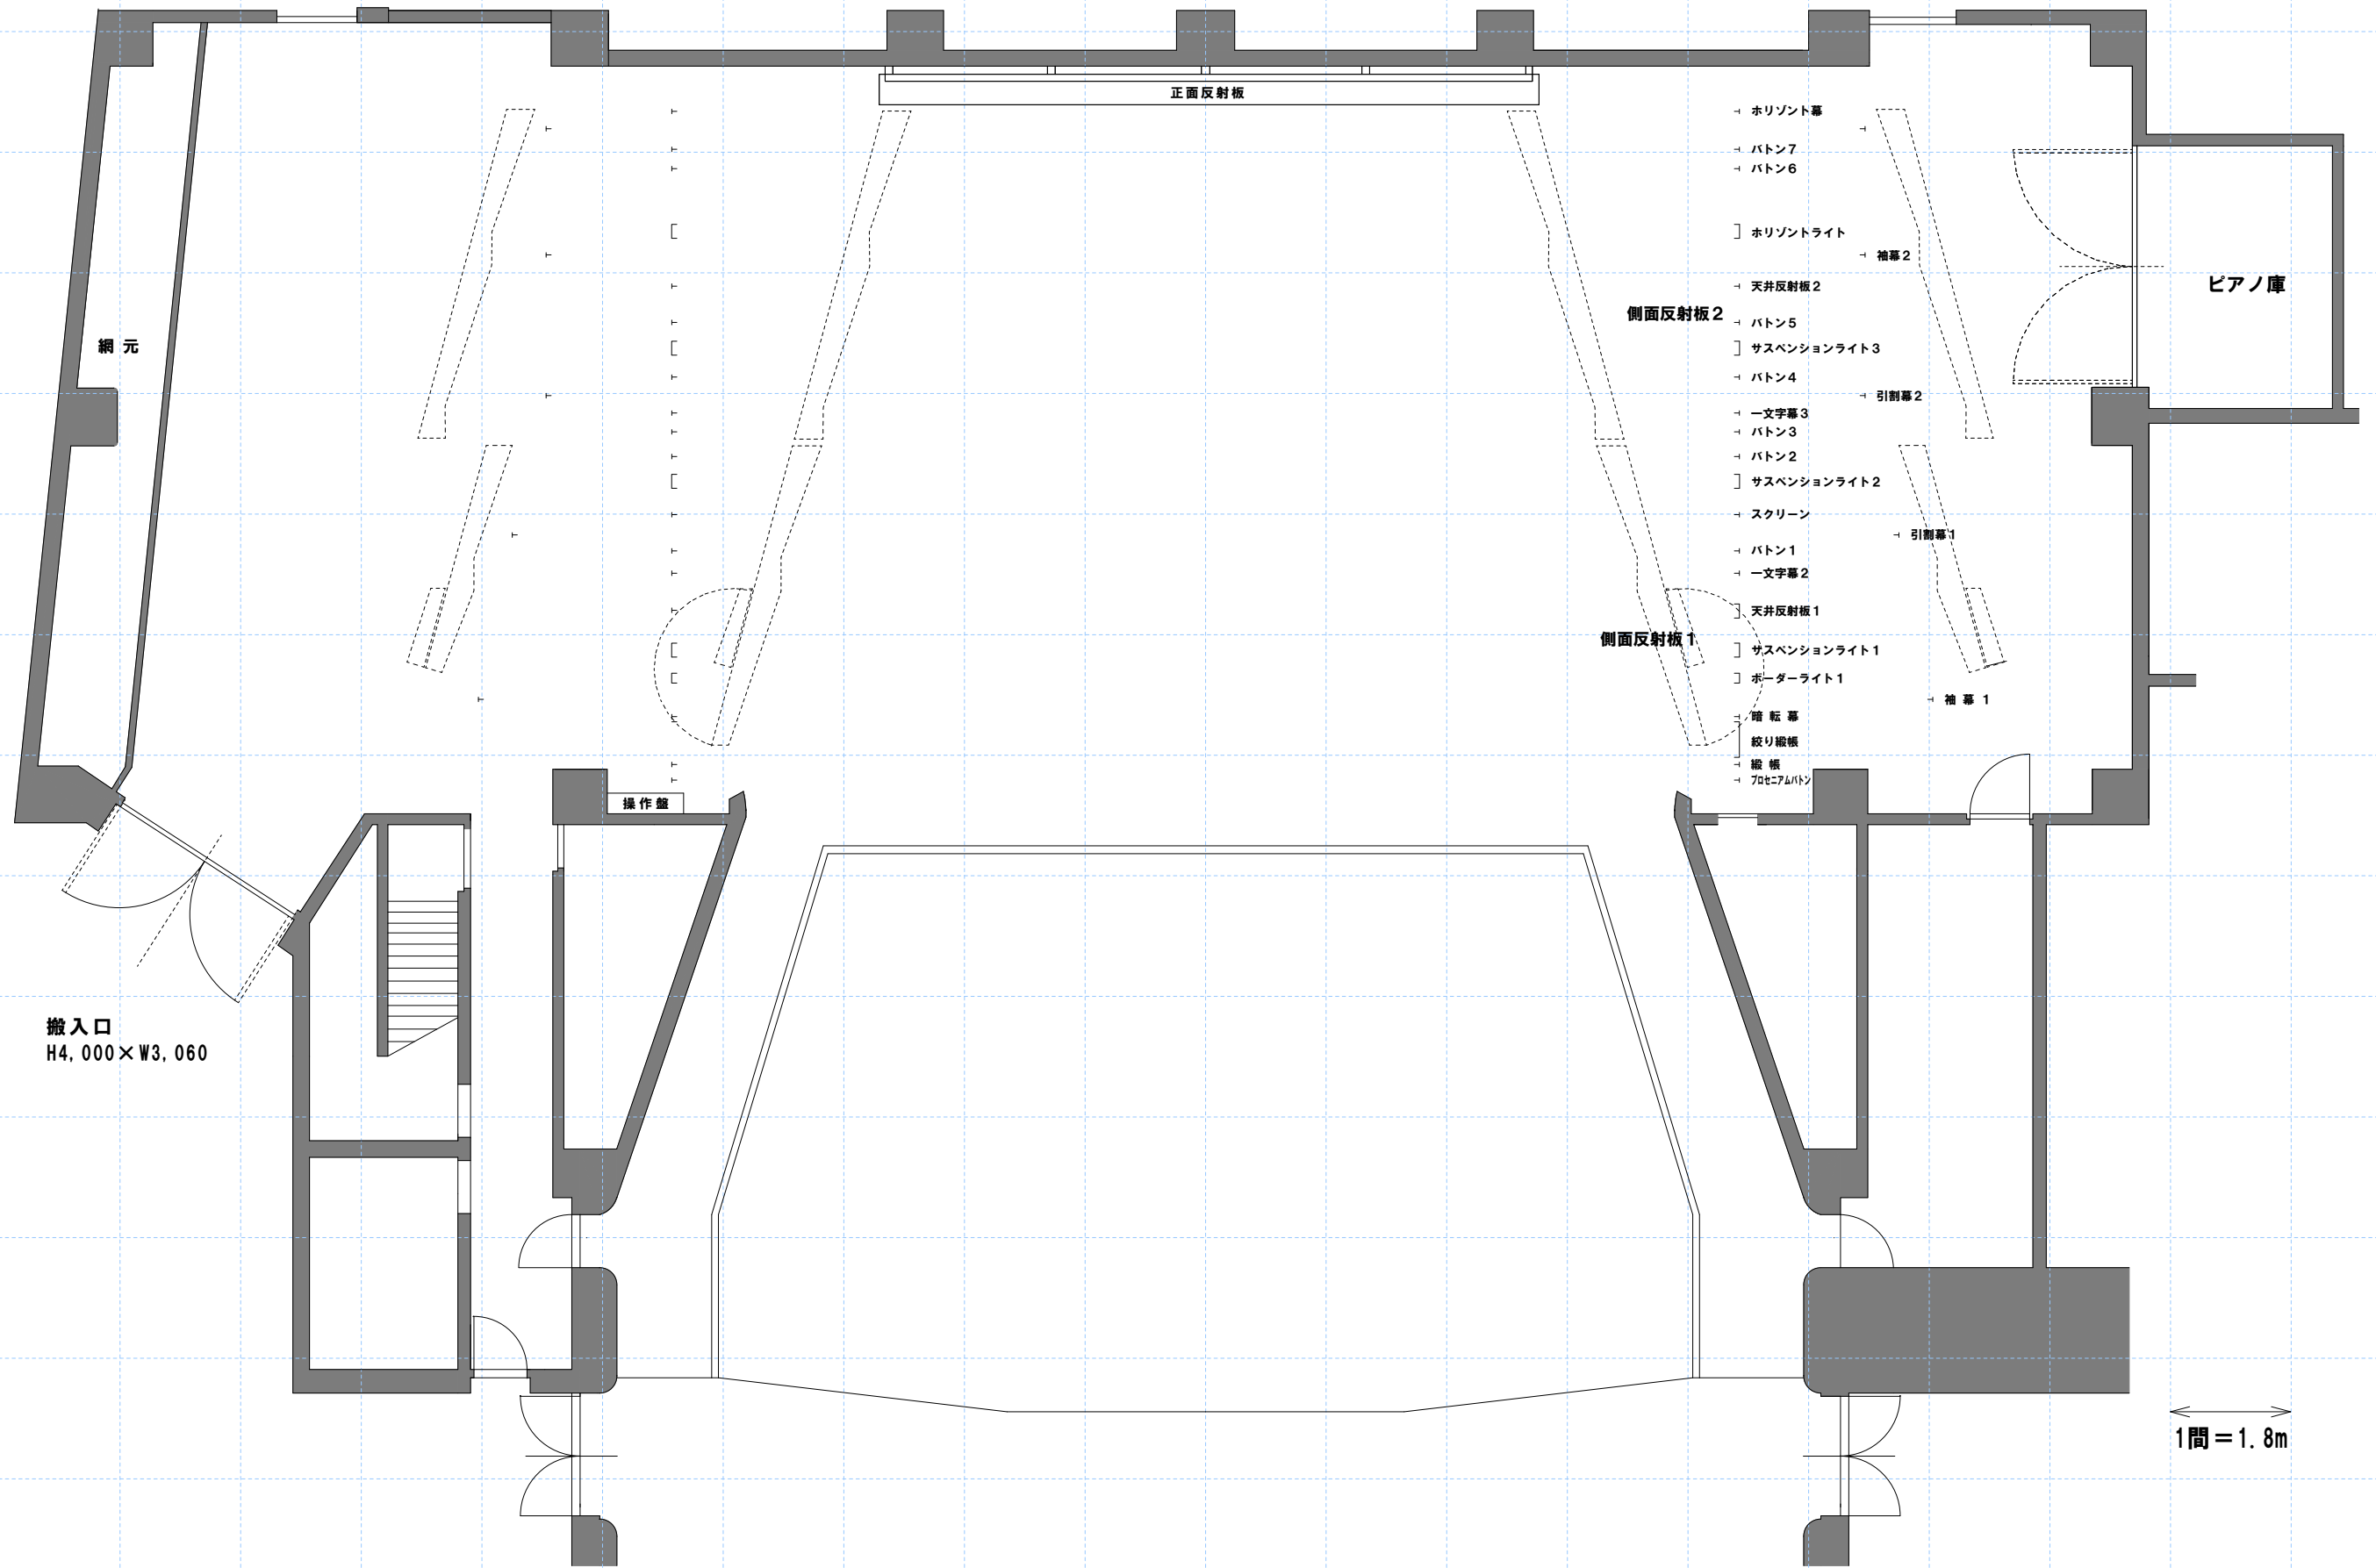 正面反射板
ホリゾント幕
バトン7
バトン6
ホリゾントライト
袖幕2
天井反射板2
ピアノ庫
側面反射板2
バトン5
網 元
サスペンションライト3
バトン4
引割幕2
一文字幕3
バトン3
バトン2
サスペンションライト2
スクリーン
引割幕1
バトン1
一文字幕2
天井反射板1
側面反射板1
サスペンションライト1
ボーダーライト1
袖 幕 1
暗 転 幕
絞り緞帳
緞 帳
プロセニアムバトン
操作盤
搬入口
H4,000×W3,060
1間=1.8m